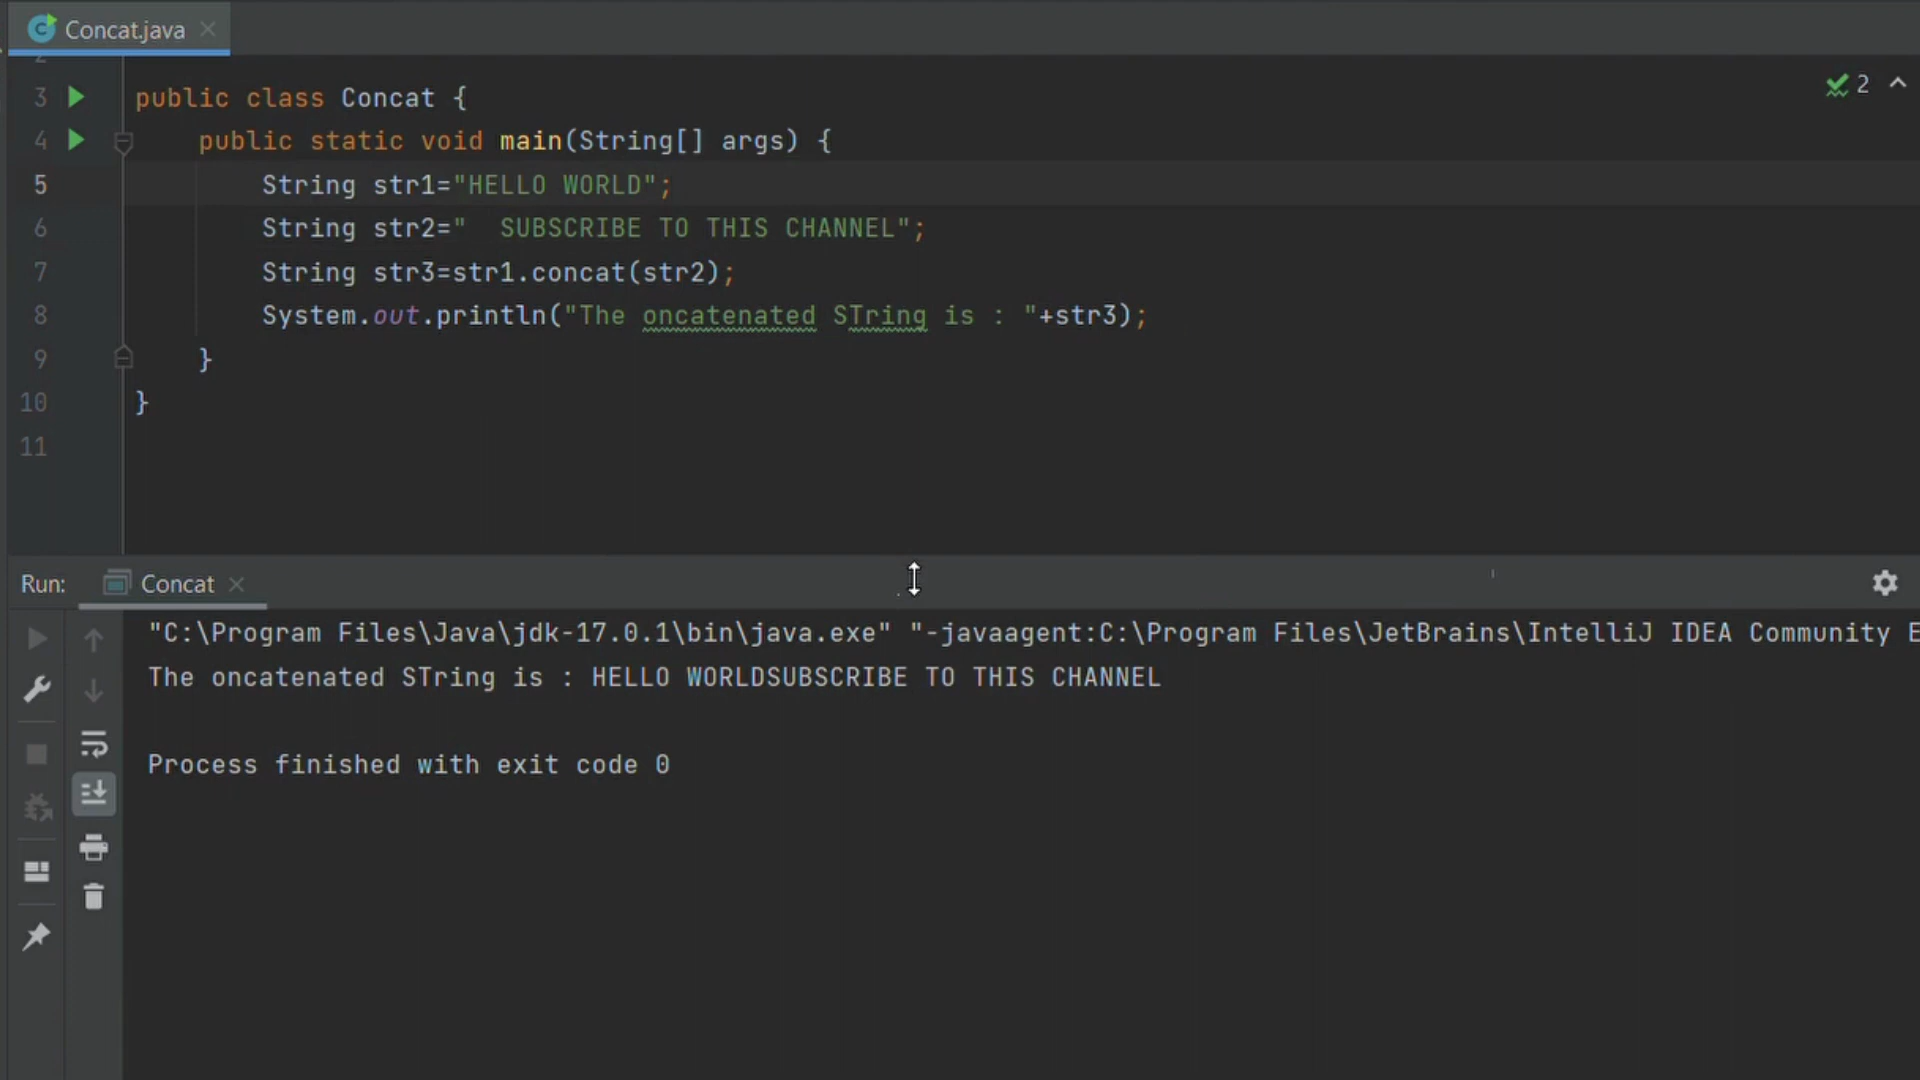 Concat.java
2
3 public class Concat {
2
4 public static void main(String[] args) {
5 String str1="HELLO WORLD";
6 String str2="  SUBSCRIBE TO THIS CHANNEL";
7 String str3=str1.concat(str2);
8 System.out.println("The oncatenated STring is : "+str3);
9 }
10 }
11
Run: Concat
"C:\Program Files\Java\jdk-17.0.1\bin\java.exe" "-javaagent:C:\Program Files\JetBrains\IntelliJ IDEA Community E
The oncatenated STring is : HELLO WORLDSUBSCRIBE TO THIS CHANNEL
Process finished with exit code 0